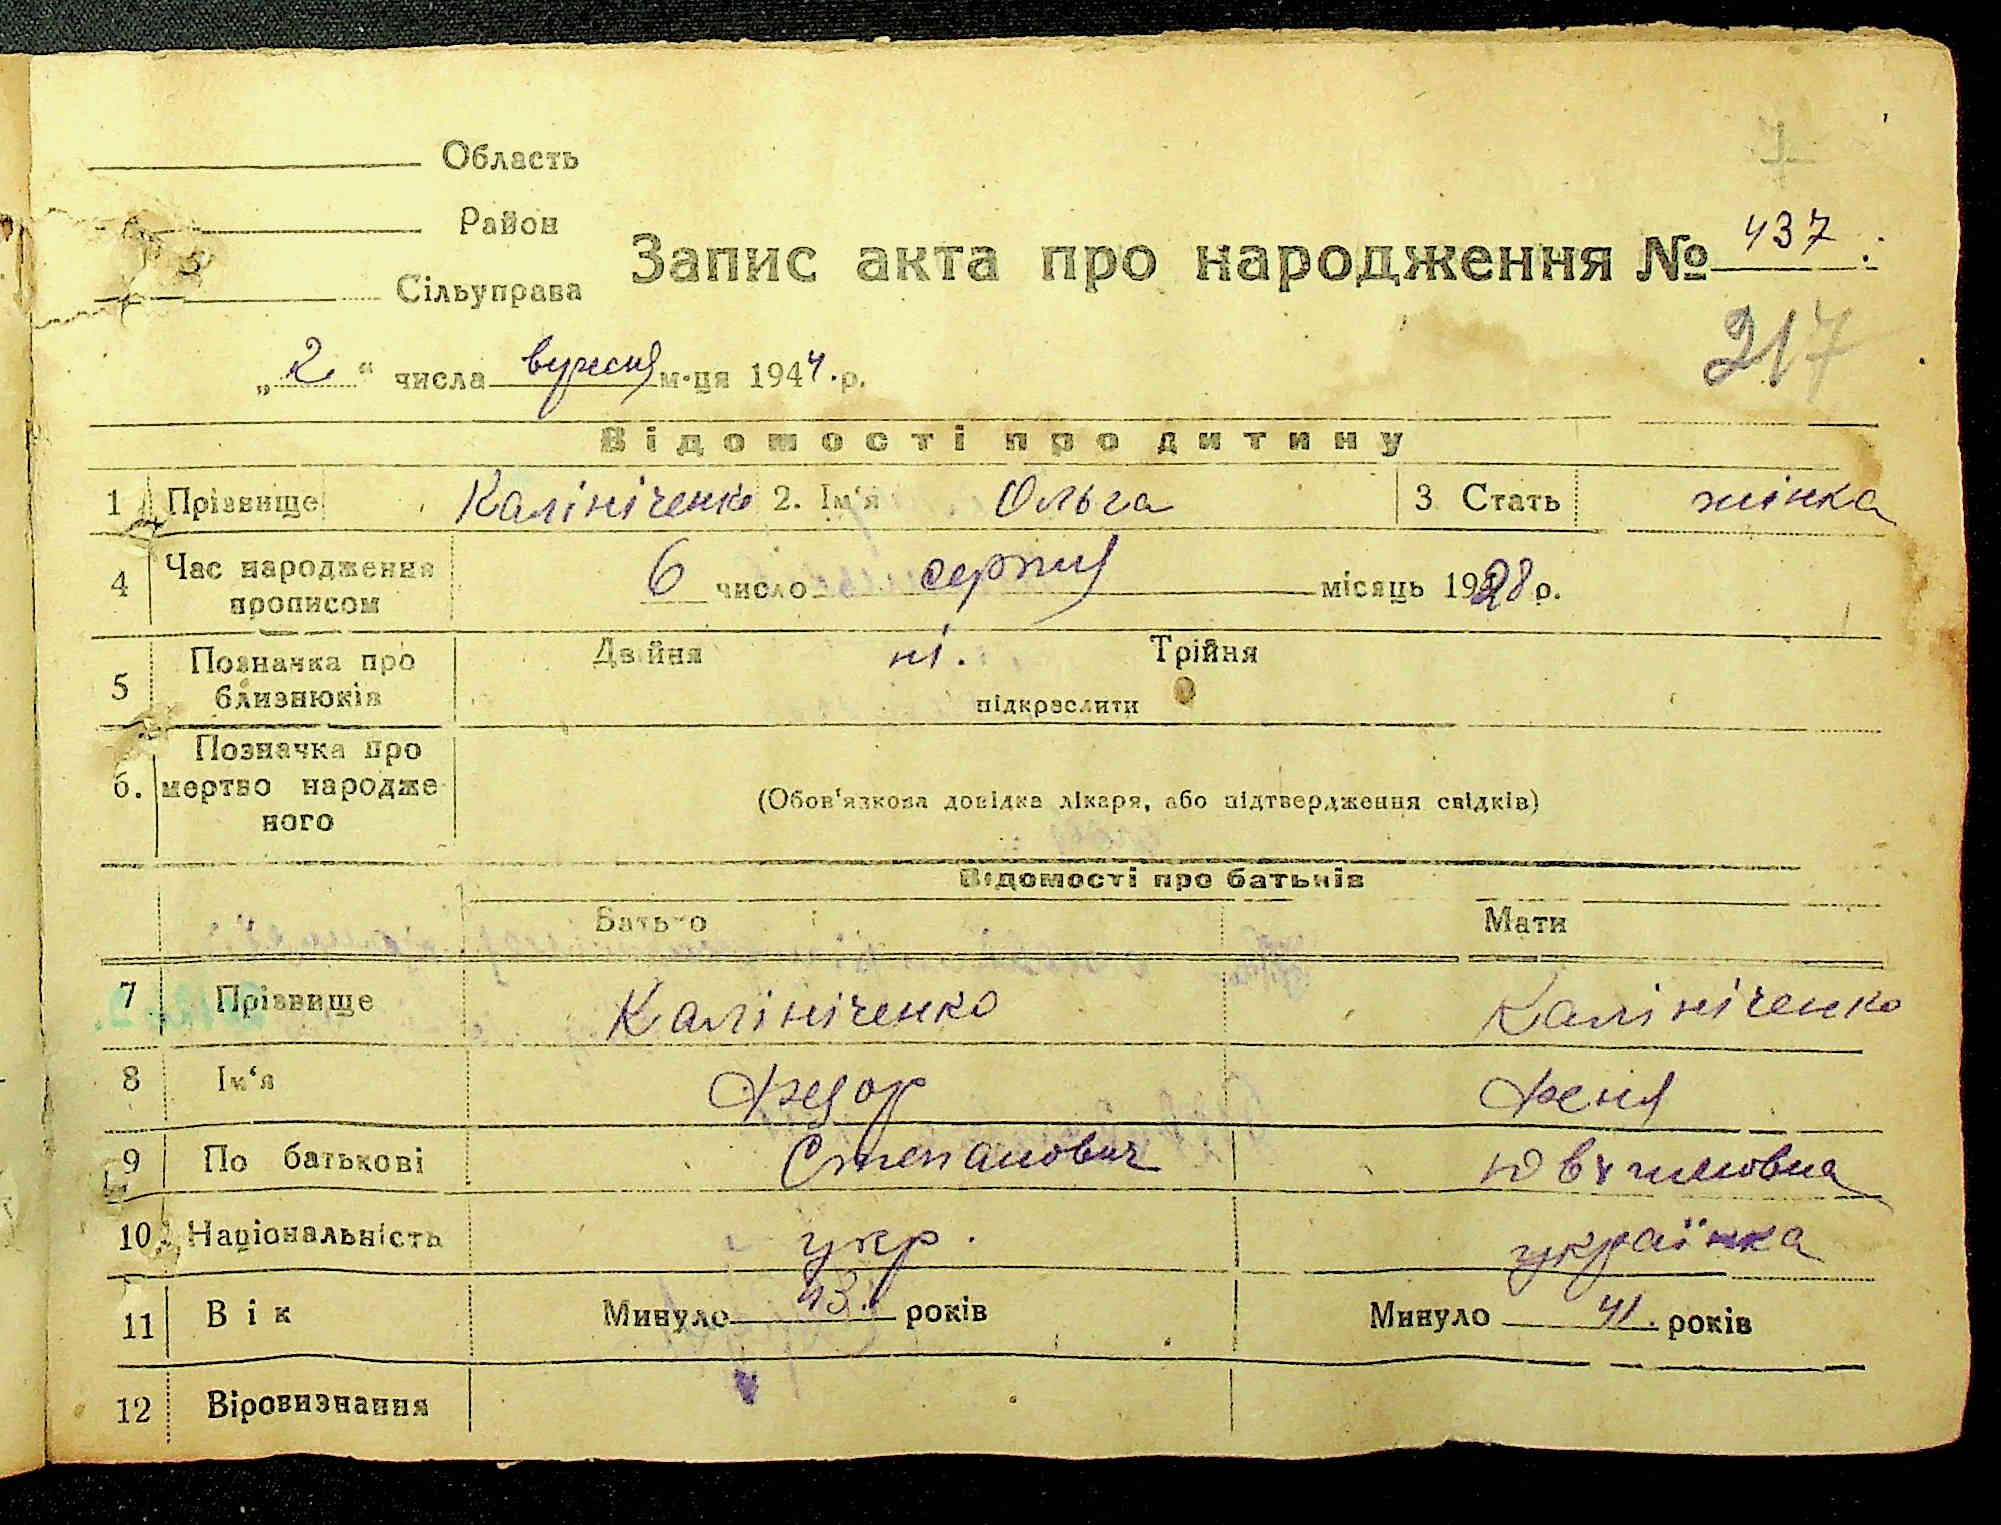 Область
Район
Сільуправа
Запис акта про народження № 437
217
„2“ числа вересня м-ця 1944 р.
Відомості про дитину
1 Прізвище Калініченко 2. Ім'я Ольга 3 Стать жінка
4 Час народження прописом 6 число серпня місяць 1928 р.
5 Позначка про близнюків Двійня ні. Трійня
підкреслити
6. Позначка про мертво народже
ного
(Обов'язкова довідка лікаря, або підтвердження свідків)
Відомості про батьків
Батько Мати
7 Прізвище Калініченко Калініченко
8 Ім'я Федор Феня
9 По батькові Степанович
10 Національність укр. українка
11 Вік Минуло 43. років Минуло 41. років
12 Віровизнання